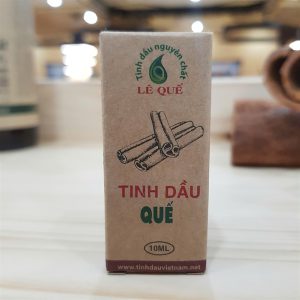 Tinh dầu nguyên chất
LÊ QUẾ
TINH DẦU
QUẾ
10ML
www.tinhdauvietnam.net